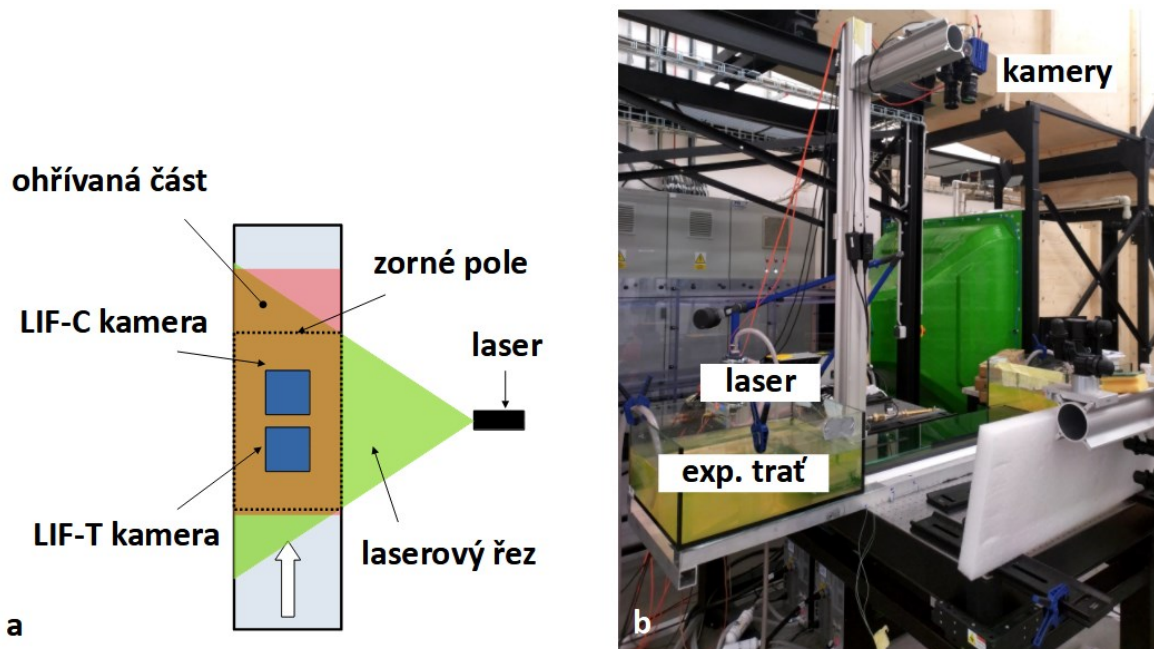 ohřívaná část
zorné pole
LIF-C kamera
laser
LIF-T kamera
laserový řez
a
kamery
laser
exp. trať
b